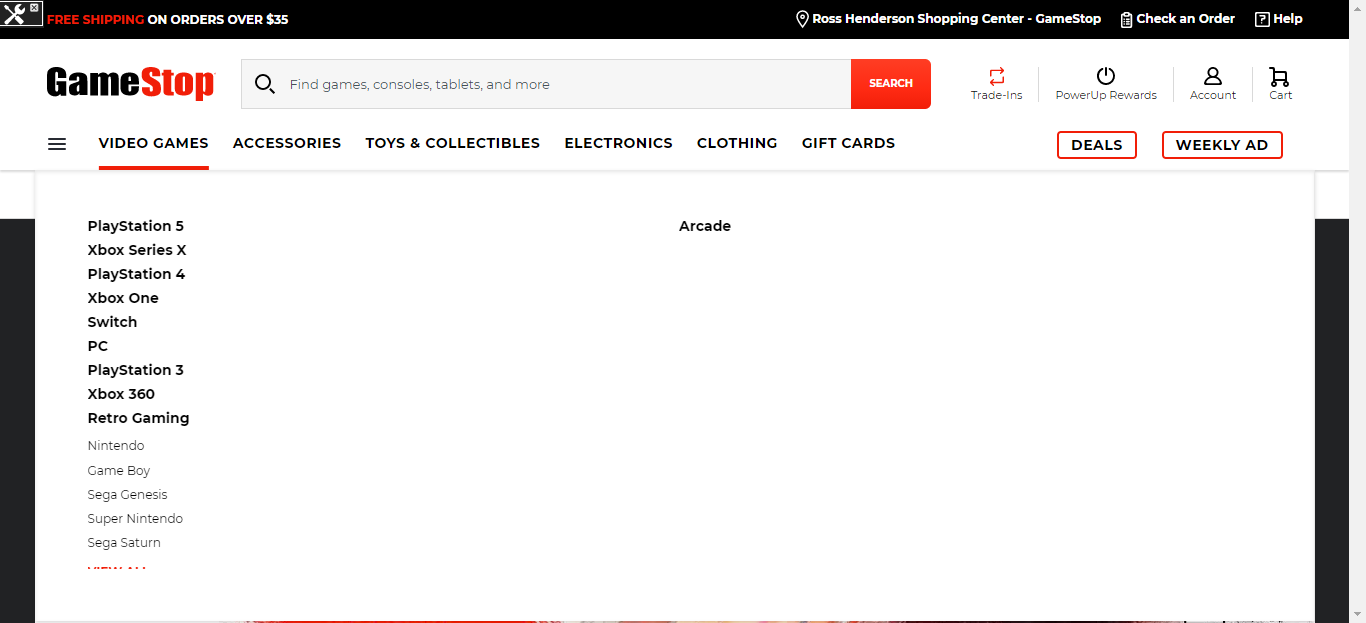 FREE SHIPPING ON ORDERS OVER $35
Ross Henderson Shopping Center - GameStop
Check an Order
Help
GameStop
Find games, consoles, tablets, and more
SEARCH
Trade-Ins
PowerUp Rewards
Account
Cart
VIDEO GAMES
ACCESSORIES
TOYS & COLLECTIBLES
ELECTRONICS
CLOTHING
GIFT CARDS
DEALS
WEEKLY AD
PlayStation 5
Arcade
Xbox Series X
PlayStation 4
Xbox One
Switch
PC
PlayStation 3
Xbox 360
Retro Gaming
Nintendo
Game Boy
Sega Genesis
Super Nintendo
Sega Saturn
VIEW ALL